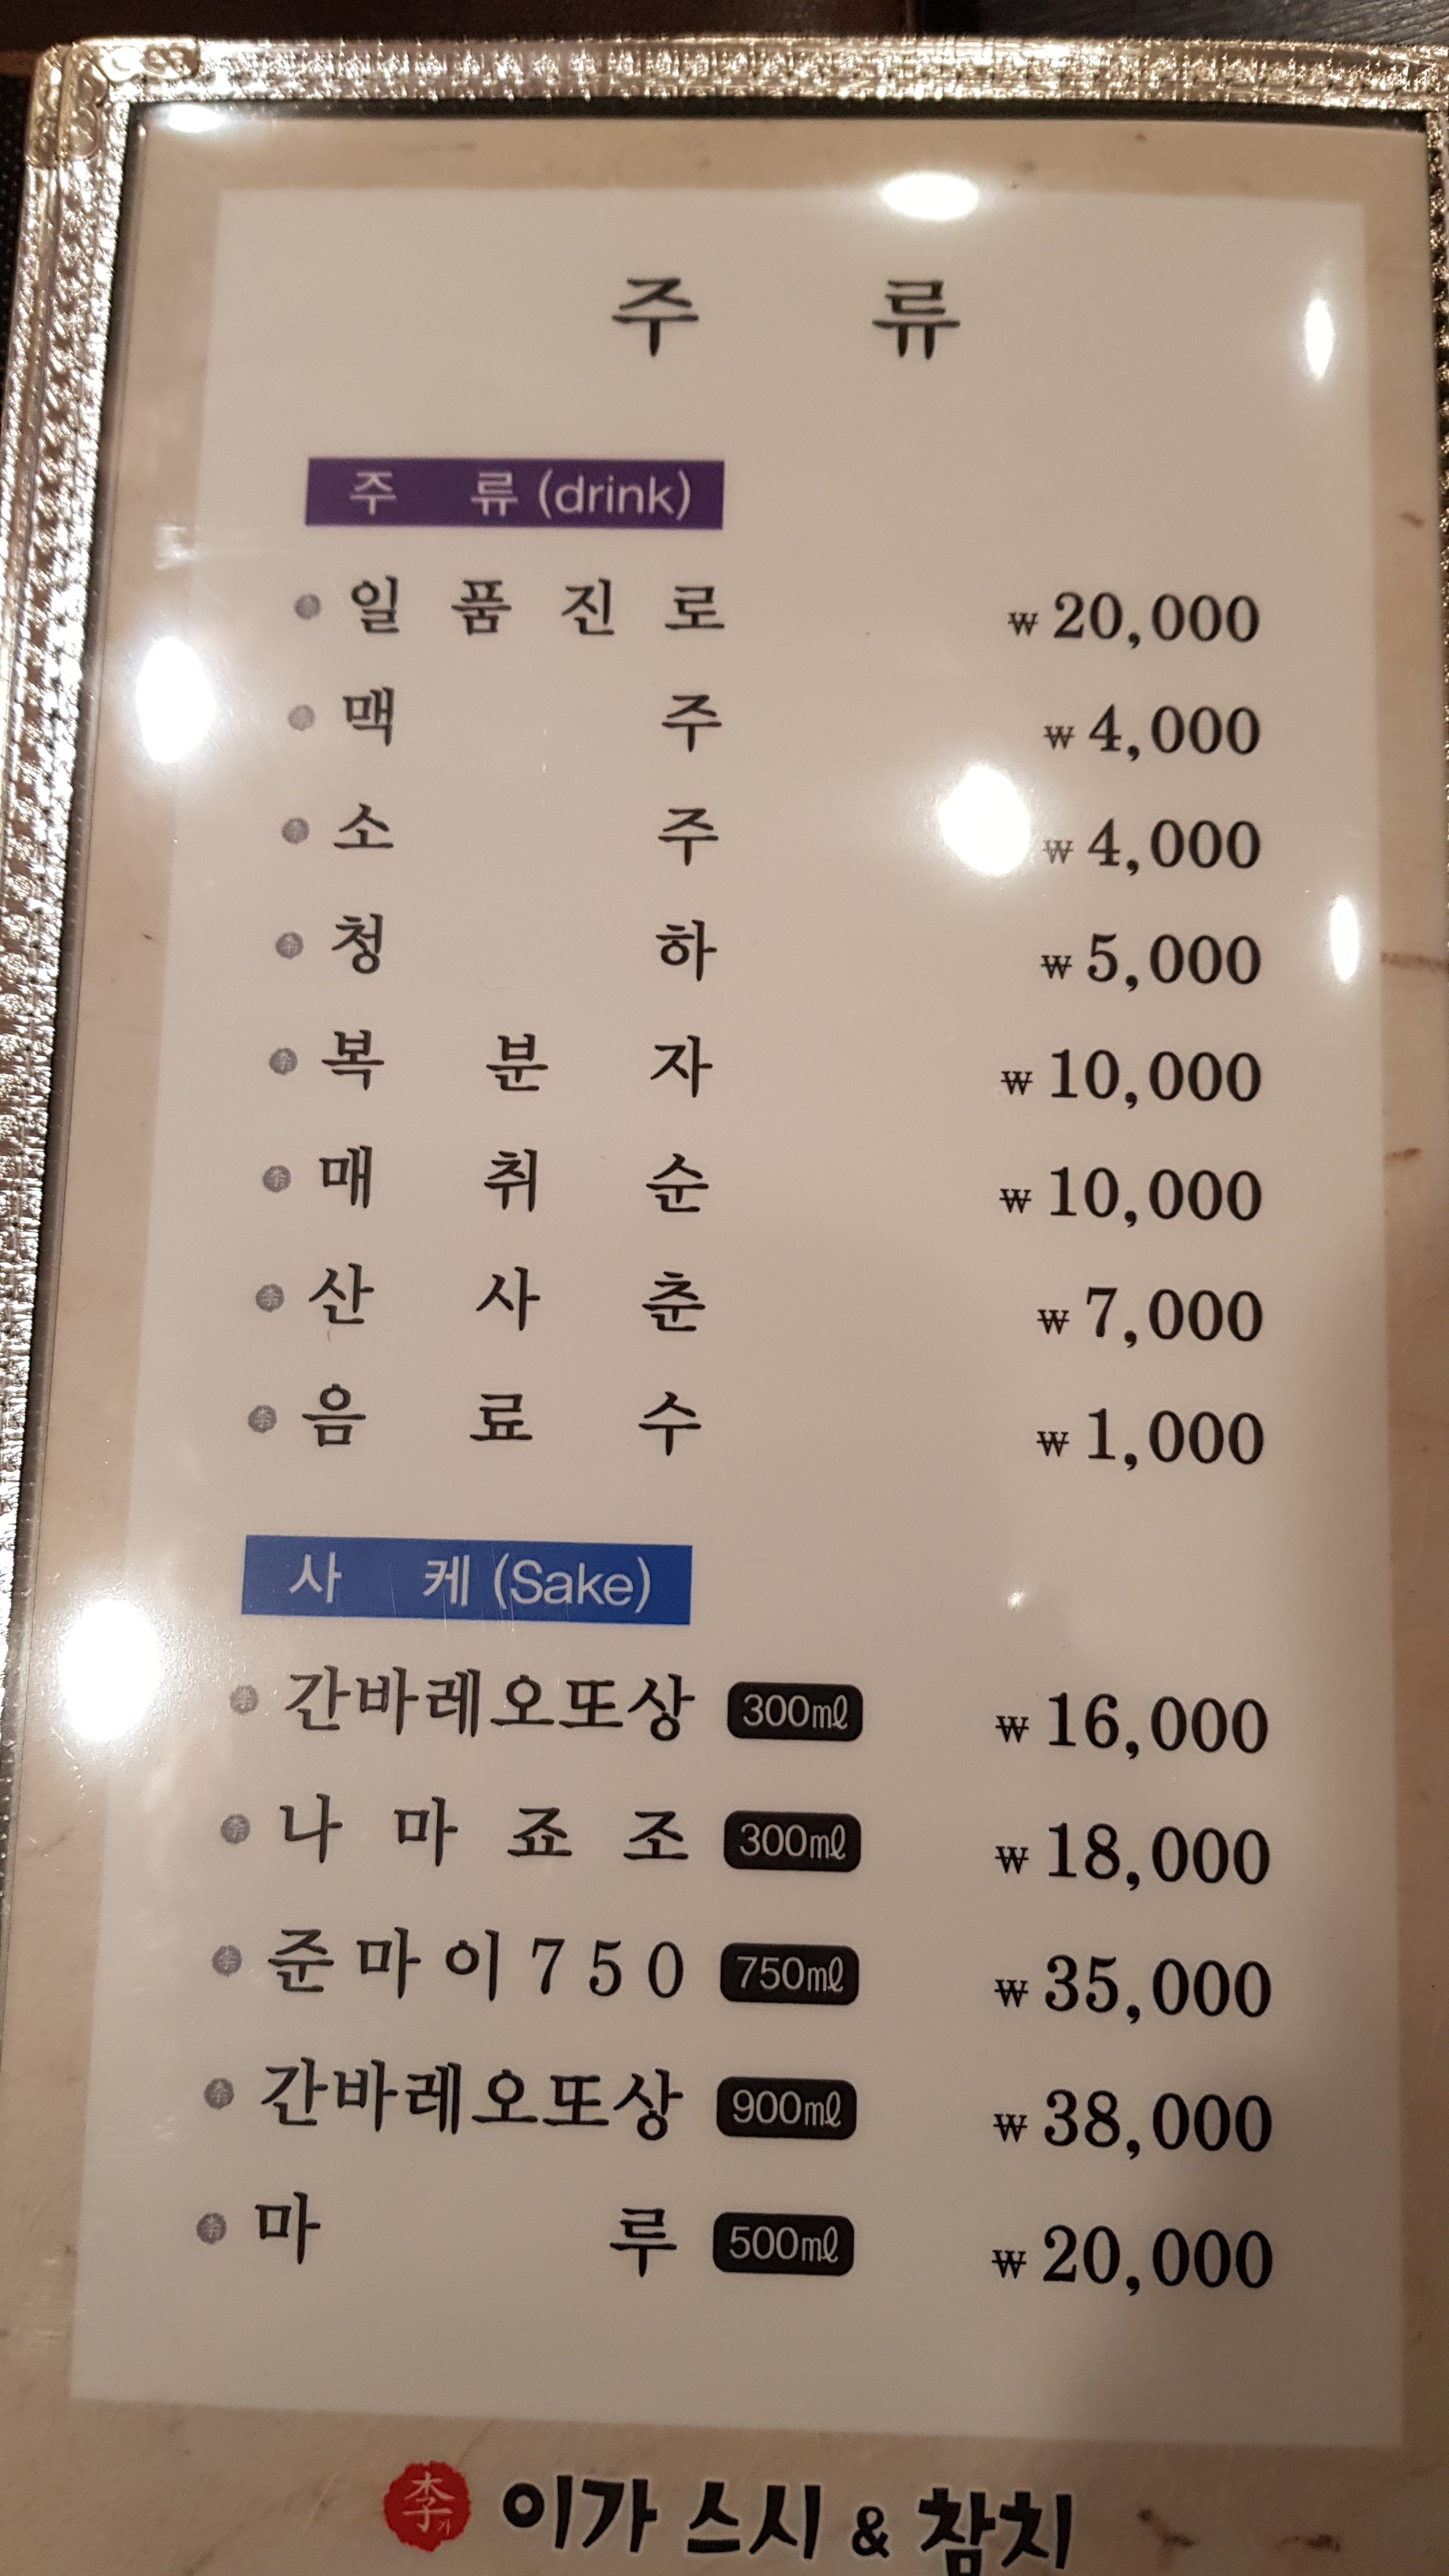 주 류
주 류 (drink)
일 품 진 로 ₩ 20,000
맥 주 ₩ 4,000
소 주 ₩ 4,000
청 하 ₩ 5,000
복 분 자 ₩ 10,000
매 취 순 ₩ 10,000
산 사 춘 ₩ 7,000
음 료 수 ₩ 1,000
사 케 (Sake)
간바레오또상 300㎖ ₩ 16,000
나 마 죠 조 300㎖ ₩ 18,000
준 마 이 7 5 0 750㎖ ₩ 35,000
간바레오또상 900㎖ ₩ 38,000
마 루 500㎖ ₩ 20,000
李가 이가 스시 & 참치